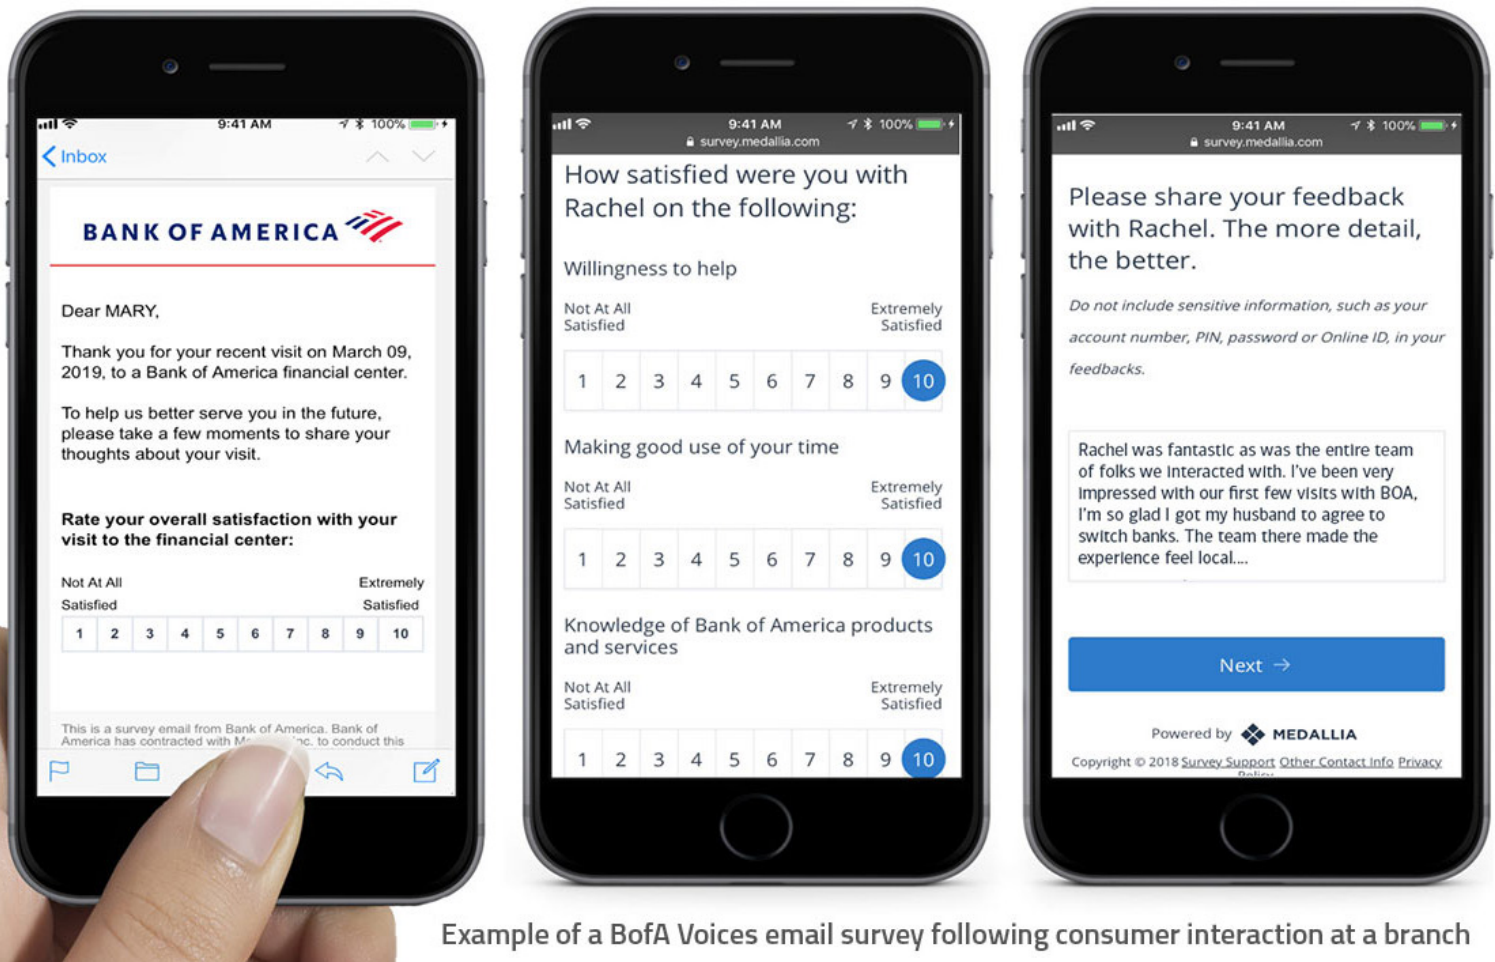 9:41 AM
100%
Inbox
BANK OF AMERICA
Dear MARY,
Thank you for your recent visit on March 09,
2019, to a Bank of America financial center.
To help us better serve you in the future,
please take a few moments to share your
thoughts about your visit.
Rate your overall satisfaction with your
visit to the financial center:
Not At All
Satisfied
Extremely
Satisfied
1 2 3 4 5 6 7 8 9 10
This is a survey email from Bank of America. Bank of
America has contracted with nc. to conduct this
9:41 AM
100%
survey.medallia.com
How satisfied were you with
Rachel on the following:
Willingness to help
Not At All
Satisfied
Extremely
Satisfied
1 2 3 4 5 6 7 8 9 10
Making good use of your time
Not At All
Satisfied
Extremely
Satisfied
1 2 3 4 5 6 7 8 9 10
Knowledge of Bank of America products
and services
Not At All
Satisfied
Extremely
Satisfied
1 2 3 4 5 6 7 8 9 10
9:41 AM
100%
survey.medallia.com
Please share your feedback
with Rachel. The more detail,
the better.
Do not include sensitive information, such as your
account number, PIN, password or Online ID, in your
feedbacks.
Rachel was fantastic as was the entire team
of folks we interacted with. I've been very
impressed with our first few visits with BOA,
I'm so glad I got my husband to agree to
switch banks. The team there made the
experience feel local....
Next →
Powered by MEDALLIA
Copyright © 2018 Survey Support Other Contact Info Privacy
Policy
Example of a BofA Voices email survey following consumer interaction at a branch